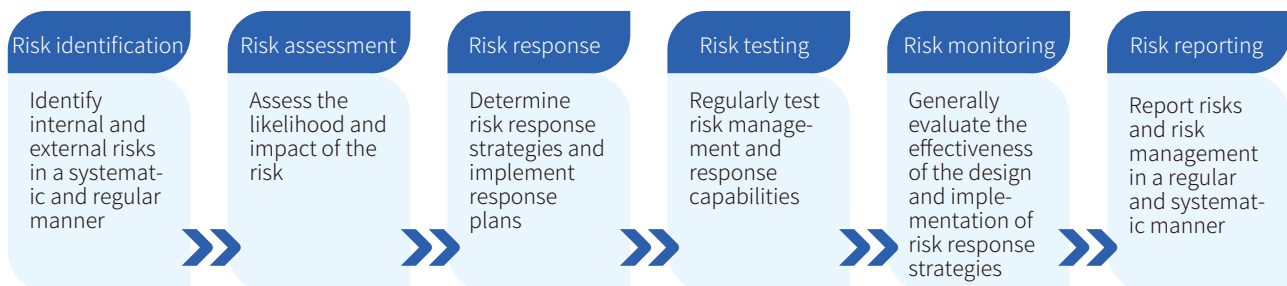 Risk identification
Identify
internal and
external risks
in a systemat-
ic and regular
manner
Risk assessment
Assess the
likelihood and
impact of the
risk
Risk response
Determine
risk response
strategies and
implement
response
plans
Risk testing
Regularly test
risk manage-
ment and
response
capabilities
Risk monitoring
Generally
evaluate the
effectiveness
of the design
and imple-
mentation of
risk response
strategies
Risk reporting
Report risks
and risk
management
in a regular
and systemat-
ic manner